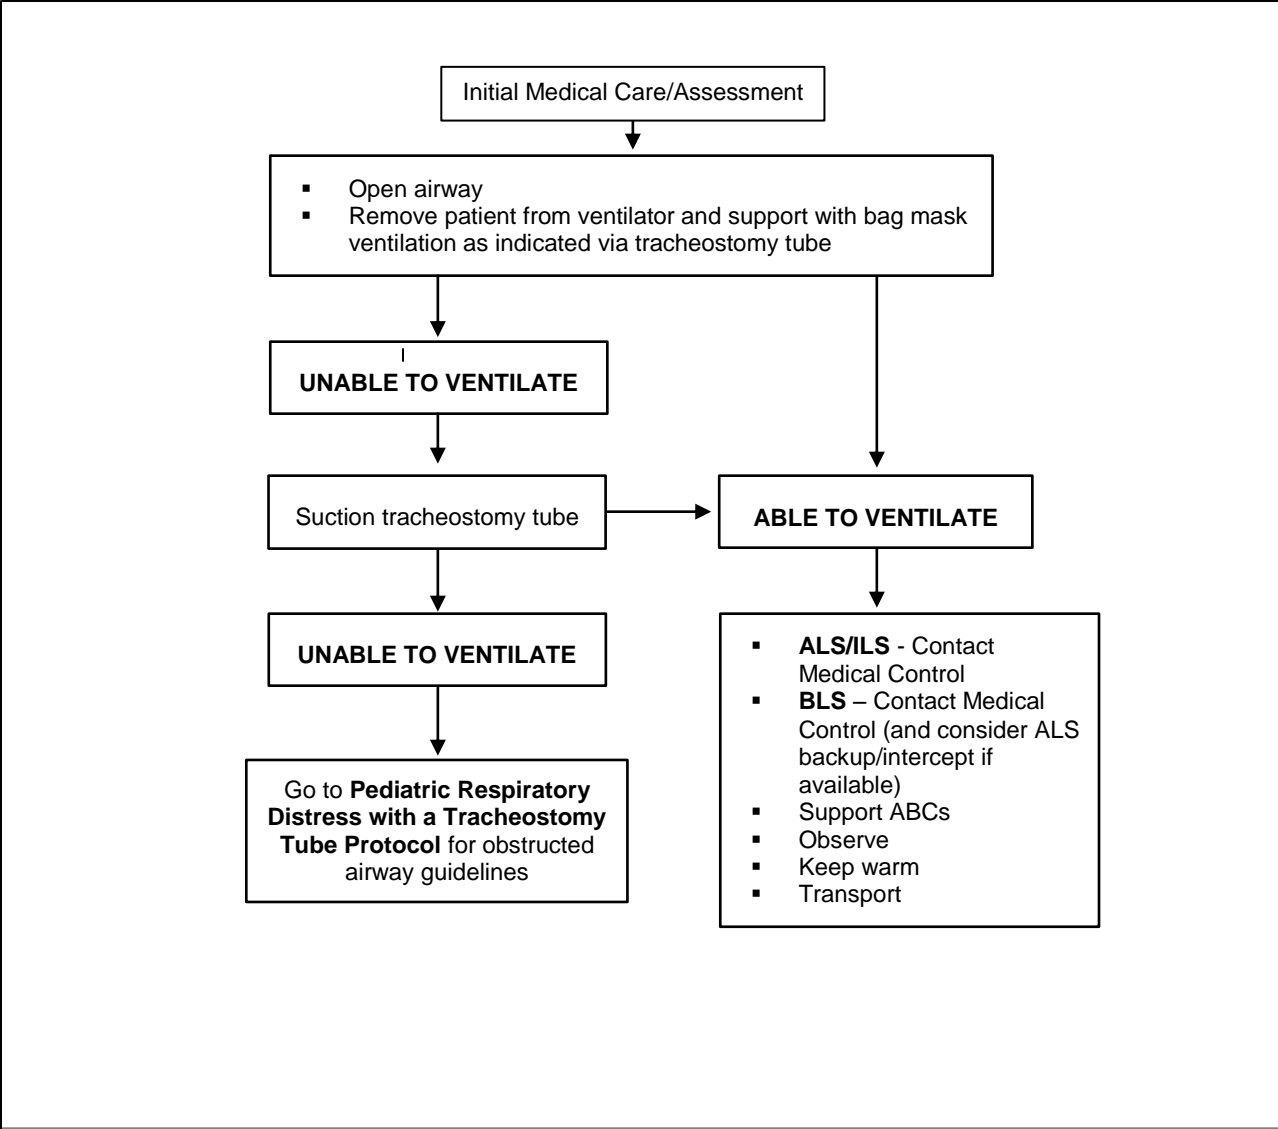 Initial Medical Care/Assessment
▪ Open airway
▪ Remove patient from ventilator and support with bag mask
ventilation as indicated via tracheostomy tube
UNABLE TO VENTILATE
Suction tracheostomy tube
ABLE TO VENTILATE
UNABLE TO VENTILATE
▪ ALS/ILS - Contact
Medical Control
▪ BLS – Contact Medical
Control (and consider ALS
backup/intercept if
available)
▪ Support ABCs
▪ Observe
▪ Keep warm
▪ Transport
Go to Pediatric Respiratory
Distress with a Tracheostomy
Tube Protocol for obstructed
airway guidelines